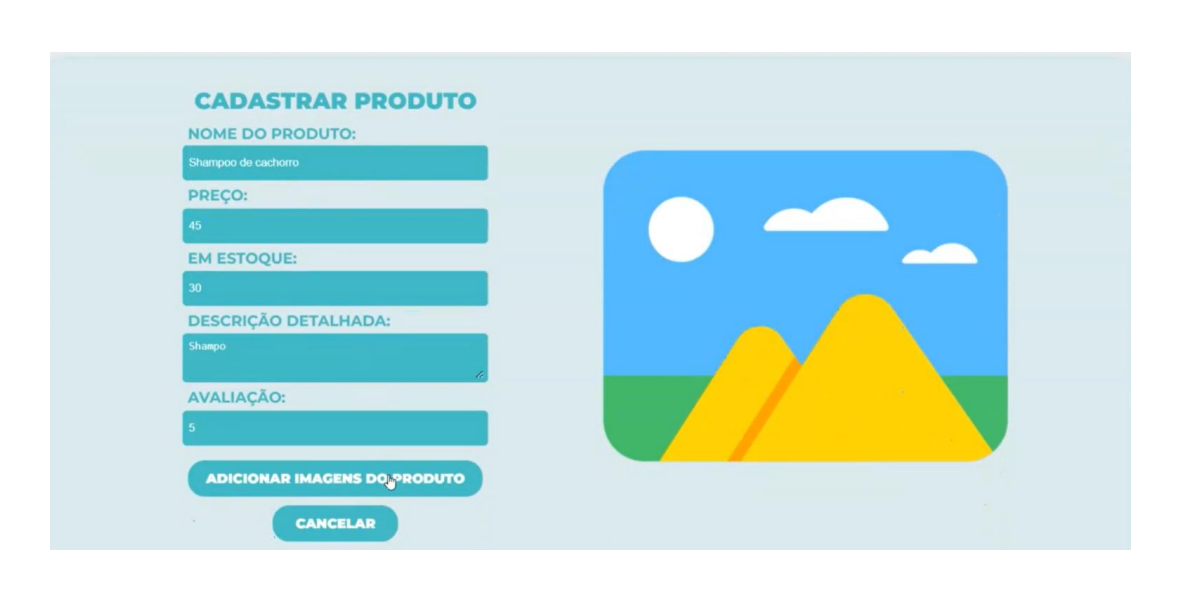 CADASTRAR PRODUTO
NOME DO PRODUTO:
Shampoo de cachorro
PREÇO:
45
EM ESTOQUE:
30
DESCRIÇÃO DETALHADA:
Shampo
AVALIAÇÃO:
5
ADICIONAR IMAGENS DO PRODUTO
CANCELAR